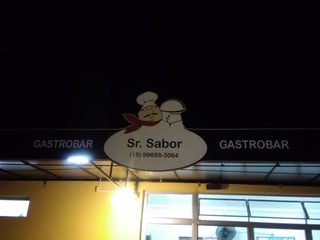 GASTROBAR
Sr. Sabor
(15) 99698-3064
GASTROBAR